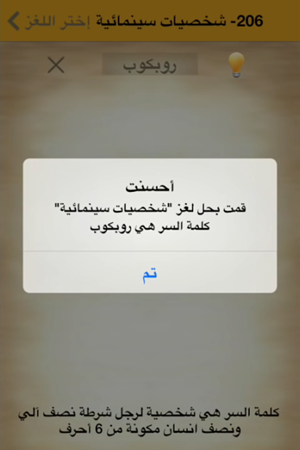 206- شخصيات سينمائية إختر اللغز
روبكوب
أحسنت
قمت بحل لغز "شخصيات سينمائية"
كلمة السر هي روبكوب
تم
كلمة السر هي شخصية لرجل شرطة نصف ألي
ونصف انسان مكونة من 6 أحرف